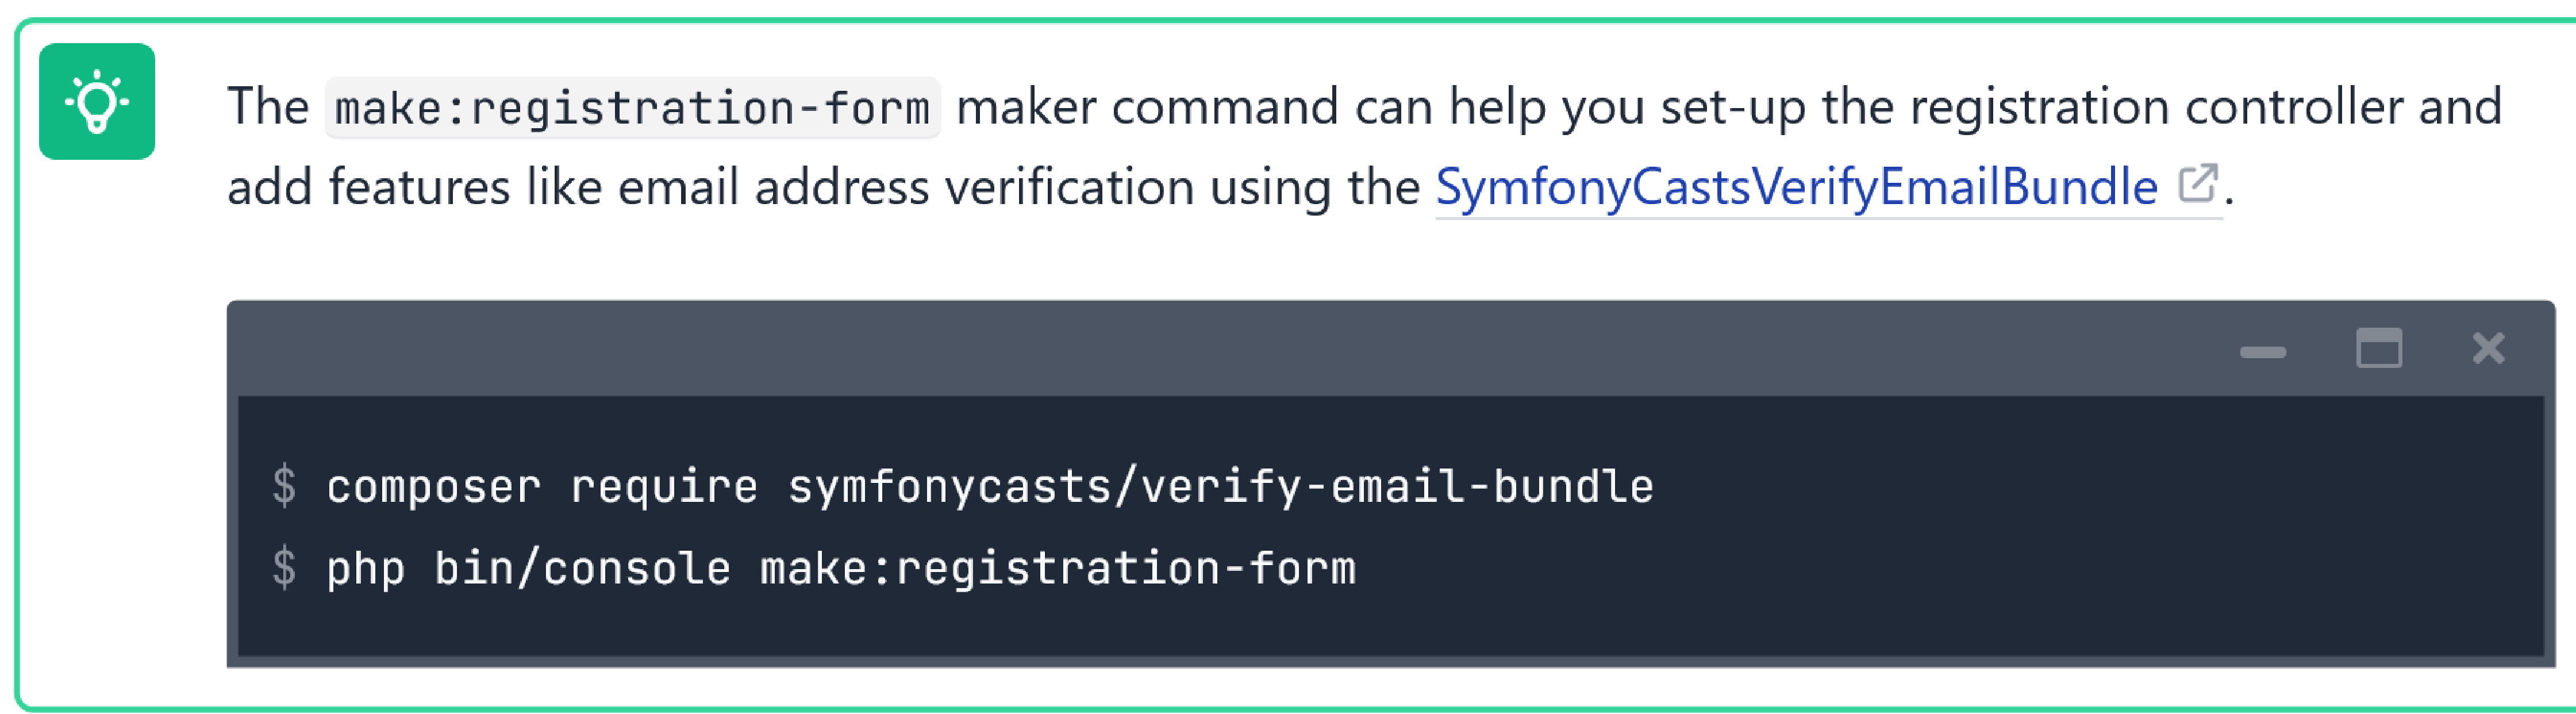 The make:registration-form maker command can help you set-up the registration controller and
add features like email address verification using the SymfonyCastsVerifyEmailBundle.
$ composer require symfonycasts/verify-email-bundle
$ php bin/console make:registration-form